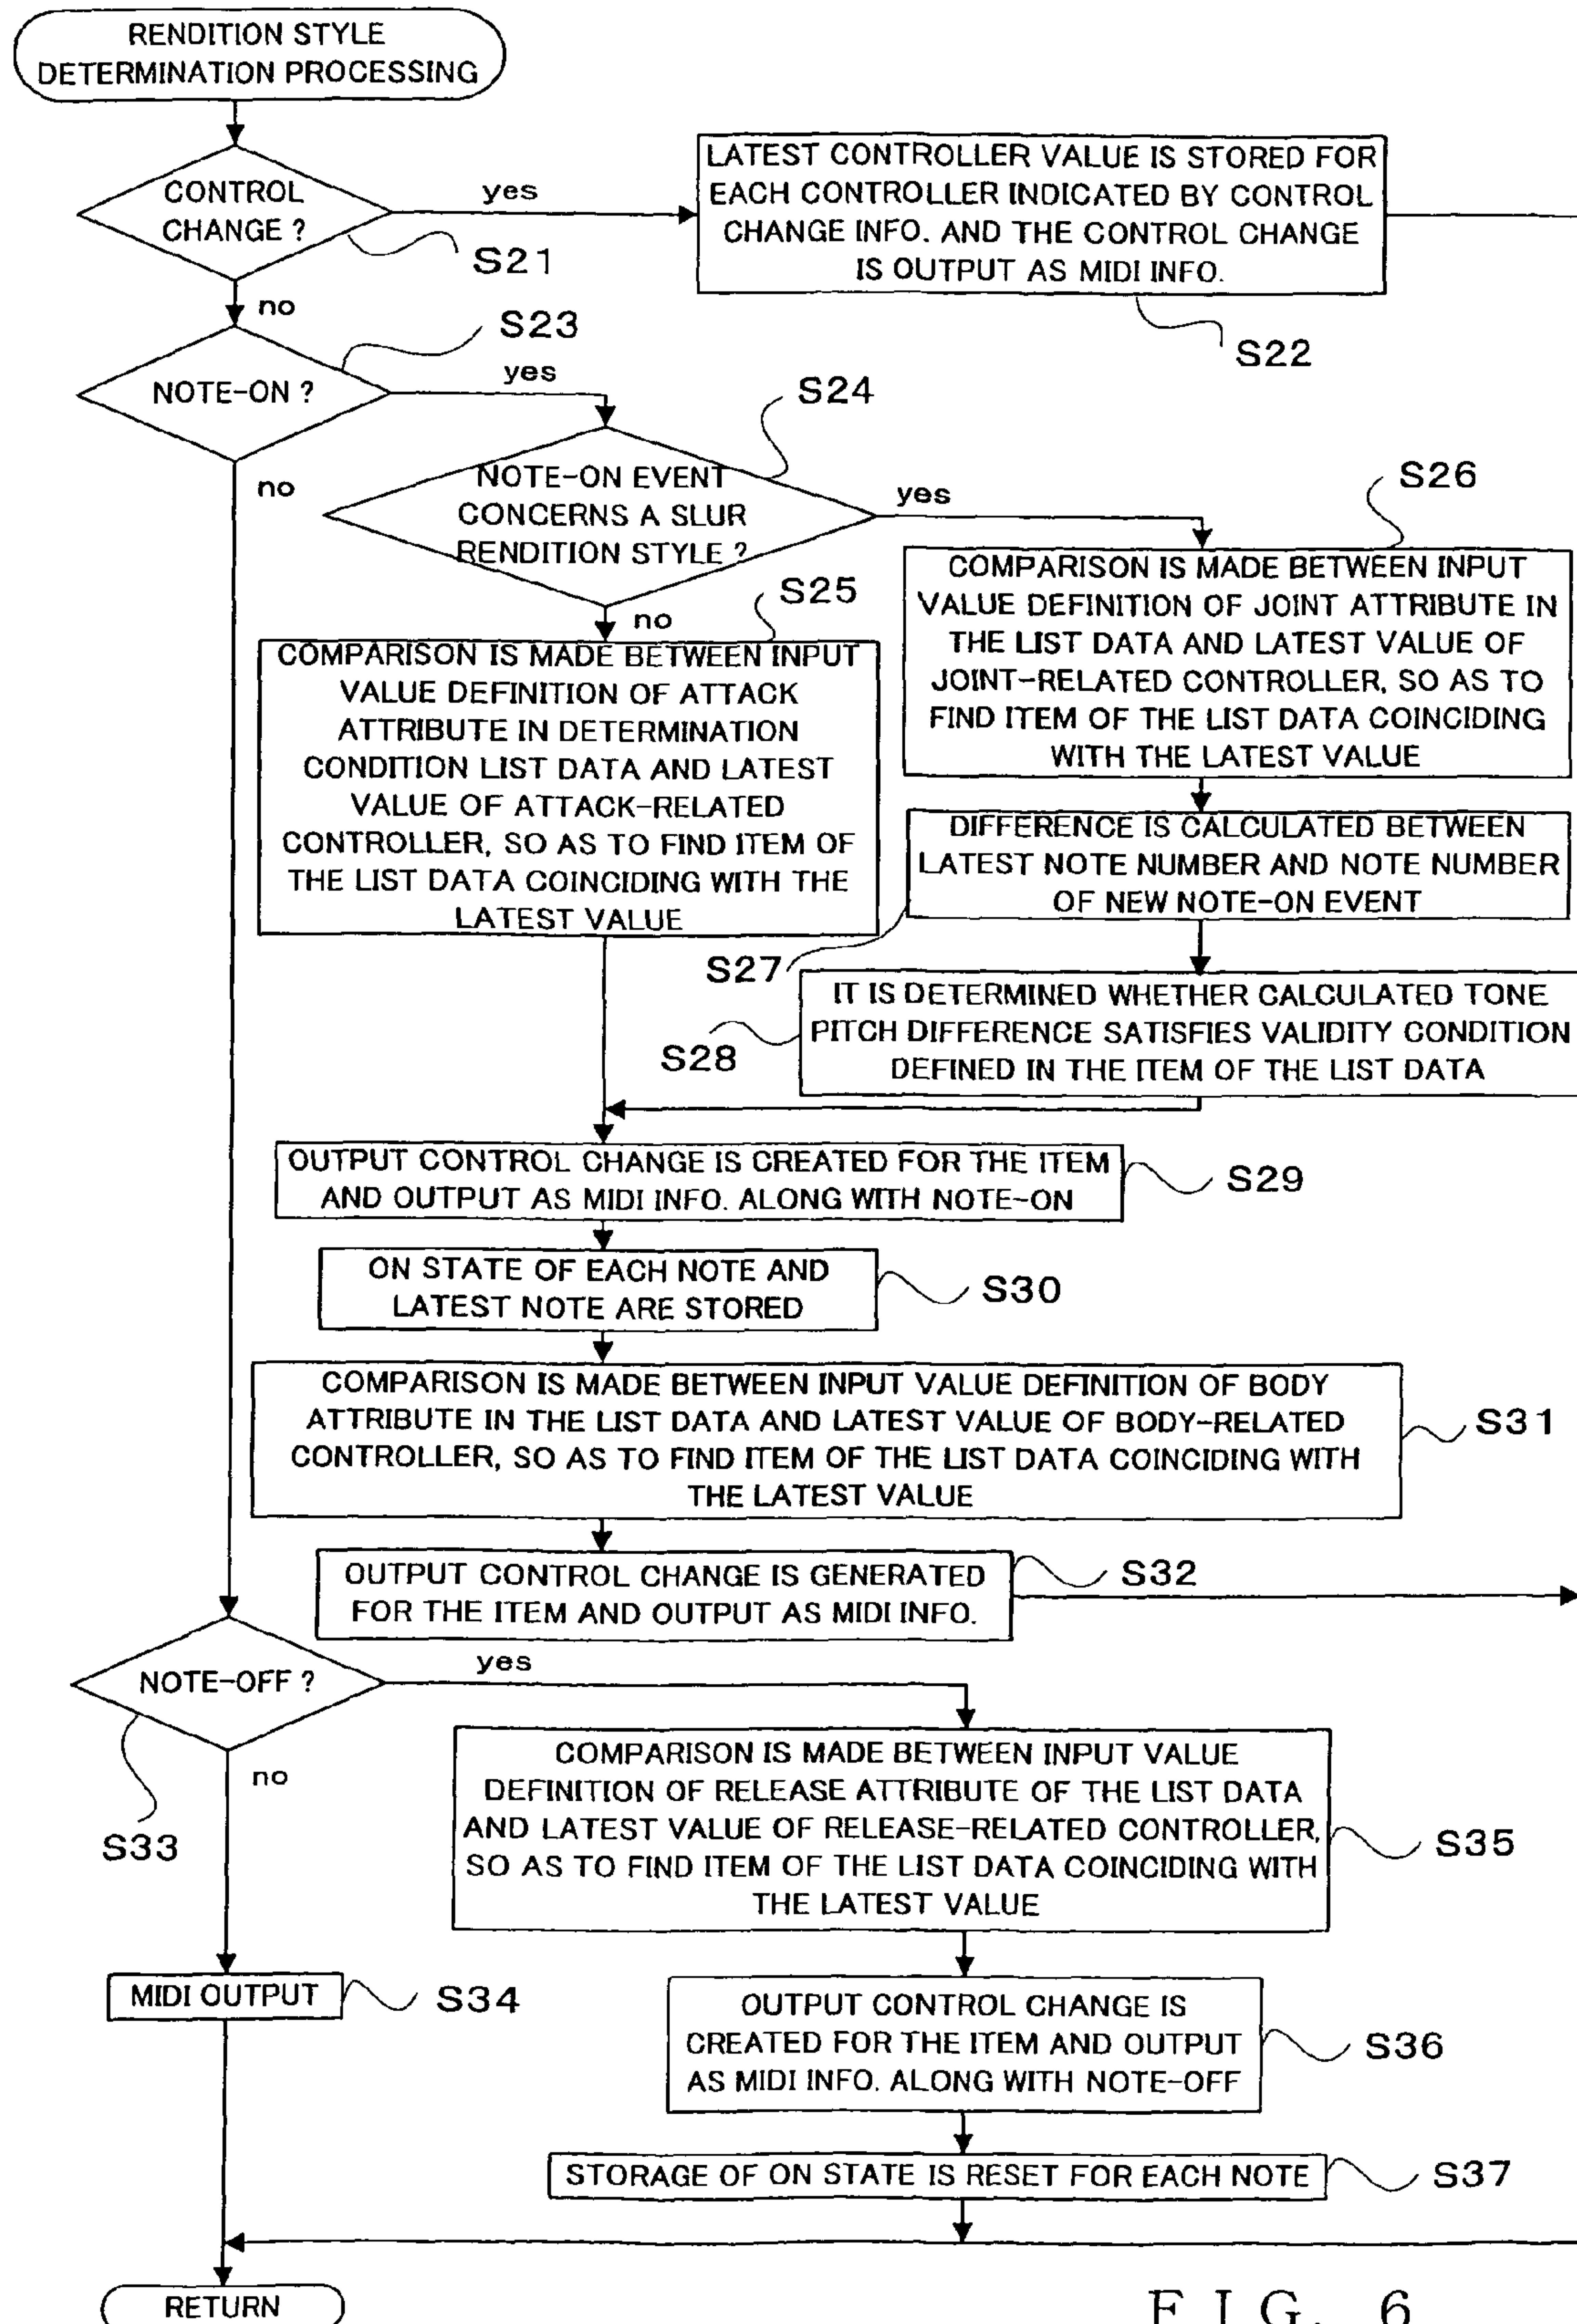 RENDITION STYLE
DETERMINATION PROCESSING
CONTROL
CHANGE ?
yes
S21
no
LATEST CONTROLLER VALUE IS STORED FOR
EACH CONTROLLER INDICATED BY CONTROL
CHANGE INFO. AND THE CONTROL CHANGE
IS OUTPUT AS MIDI INFO.
S22
S23
NOTE-ON ?
yes
no
S24
NOTE-ON EVENT
CONCERNS A SLUR
RENDITION STYLE ?
yes
no
S25
COMPARISON IS MADE BETWEEN INPUT
VALUE DEFINITION OF ATTACK
ATTRIBUTE IN DETERMINATION
CONDITION LIST DATA AND LATEST
VALUE OF ATTACK-RELATED
CONTROLLER, SO AS TO FIND ITEM OF
THE LIST DATA COINCIDING WITH THE
LATEST VALUE
S26
COMPARISON IS MADE BETWEEN INPUT
VALUE DEFINITION OF JOINT ATTRIBUTE IN
THE LIST DATA AND LATEST VALUE OF
JOINT-RELATED CONTROLLER, SO AS TO
FIND ITEM OF THE LIST DATA COINCIDING
WITH THE LATEST VALUE
DIFFERENCE IS CALCULATED BETWEEN
LATEST NOTE NUMBER AND NOTE NUMBER
OF NEW NOTE-ON EVENT
S27
IT IS DETERMINED WHETHER CALCULATED TONE
PITCH DIFFERENCE SATISFIES VALIDITY CONDITION
DEFINED IN THE ITEM OF THE LIST DATA
S28
OUTPUT CONTROL CHANGE IS CREATED FOR THE ITEM
AND OUTPUT AS MIDI INFO. ALONG WITH NOTE-ON
S29
ON STATE OF EACH NOTE AND
LATEST NOTE ARE STORED
S30
COMPARISON IS MADE BETWEEN INPUT VALUE DEFINITION OF BODY
ATTRIBUTE IN THE LIST DATA AND LATEST VALUE OF BODY-RELATED
CONTROLLER, SO AS TO FIND ITEM OF THE LIST DATA COINCIDING WITH
THE LATEST VALUE
S31
OUTPUT CONTROL CHANGE IS GENERATED
FOR THE ITEM AND OUTPUT AS MIDI INFO.
S32
NOTE-OFF ?
yes
no
S33
COMPARISON IS MADE BETWEEN INPUT VALUE
DEFINITION OF RELEASE ATTRIBUTE OF THE LIST DATA
AND LATEST VALUE OF RELEASE-RELATED CONTROLLER,
SO AS TO FIND ITEM OF THE LIST DATA COINCIDING WITH
THE LATEST VALUE
S35
MIDI OUTPUT
S34
OUTPUT CONTROL CHANGE IS
CREATED FOR THE ITEM AND OUTPUT
AS MIDI INFO. ALONG WITH NOTE-OFF
S36
STORAGE OF ON STATE IS RESET FOR EACH NOTE
S37
RETURN
FIG. 6